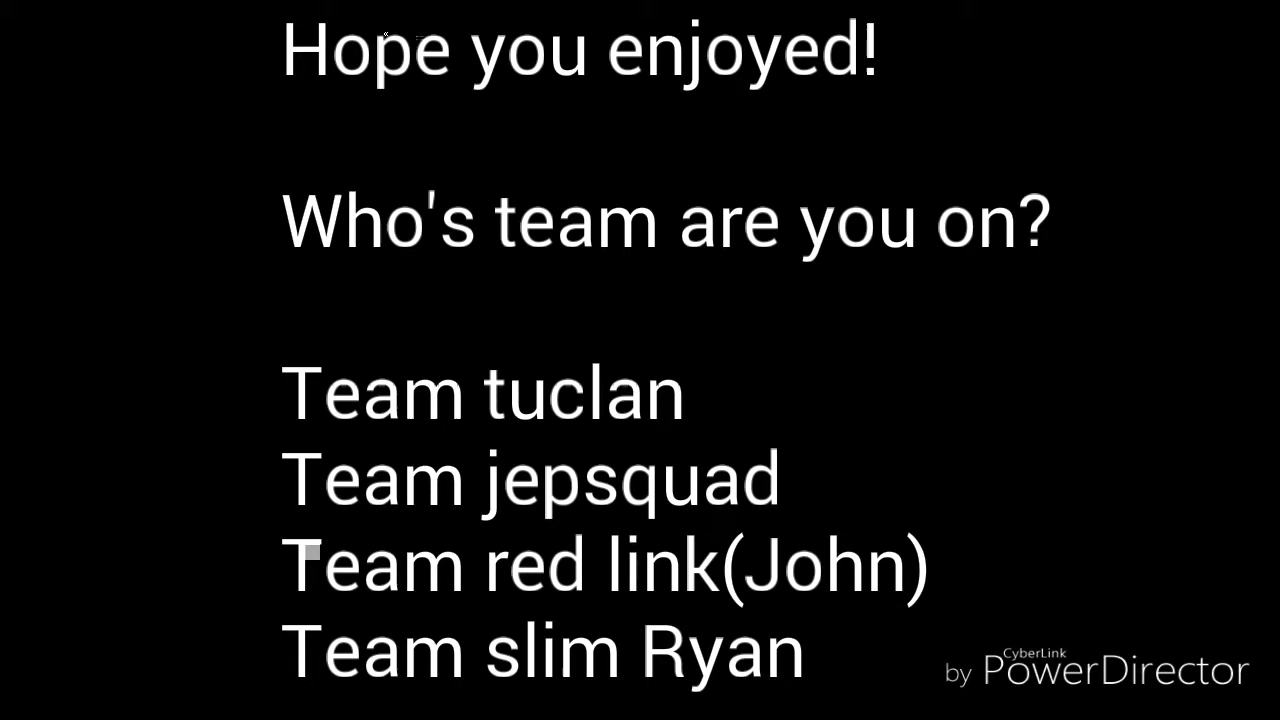 Hope you enjoyed!
Who's team are you on?
Team tuclan
Team jepsquad
Team red link(John)
Team slim Ryan
CyberLink
by PowerDirector